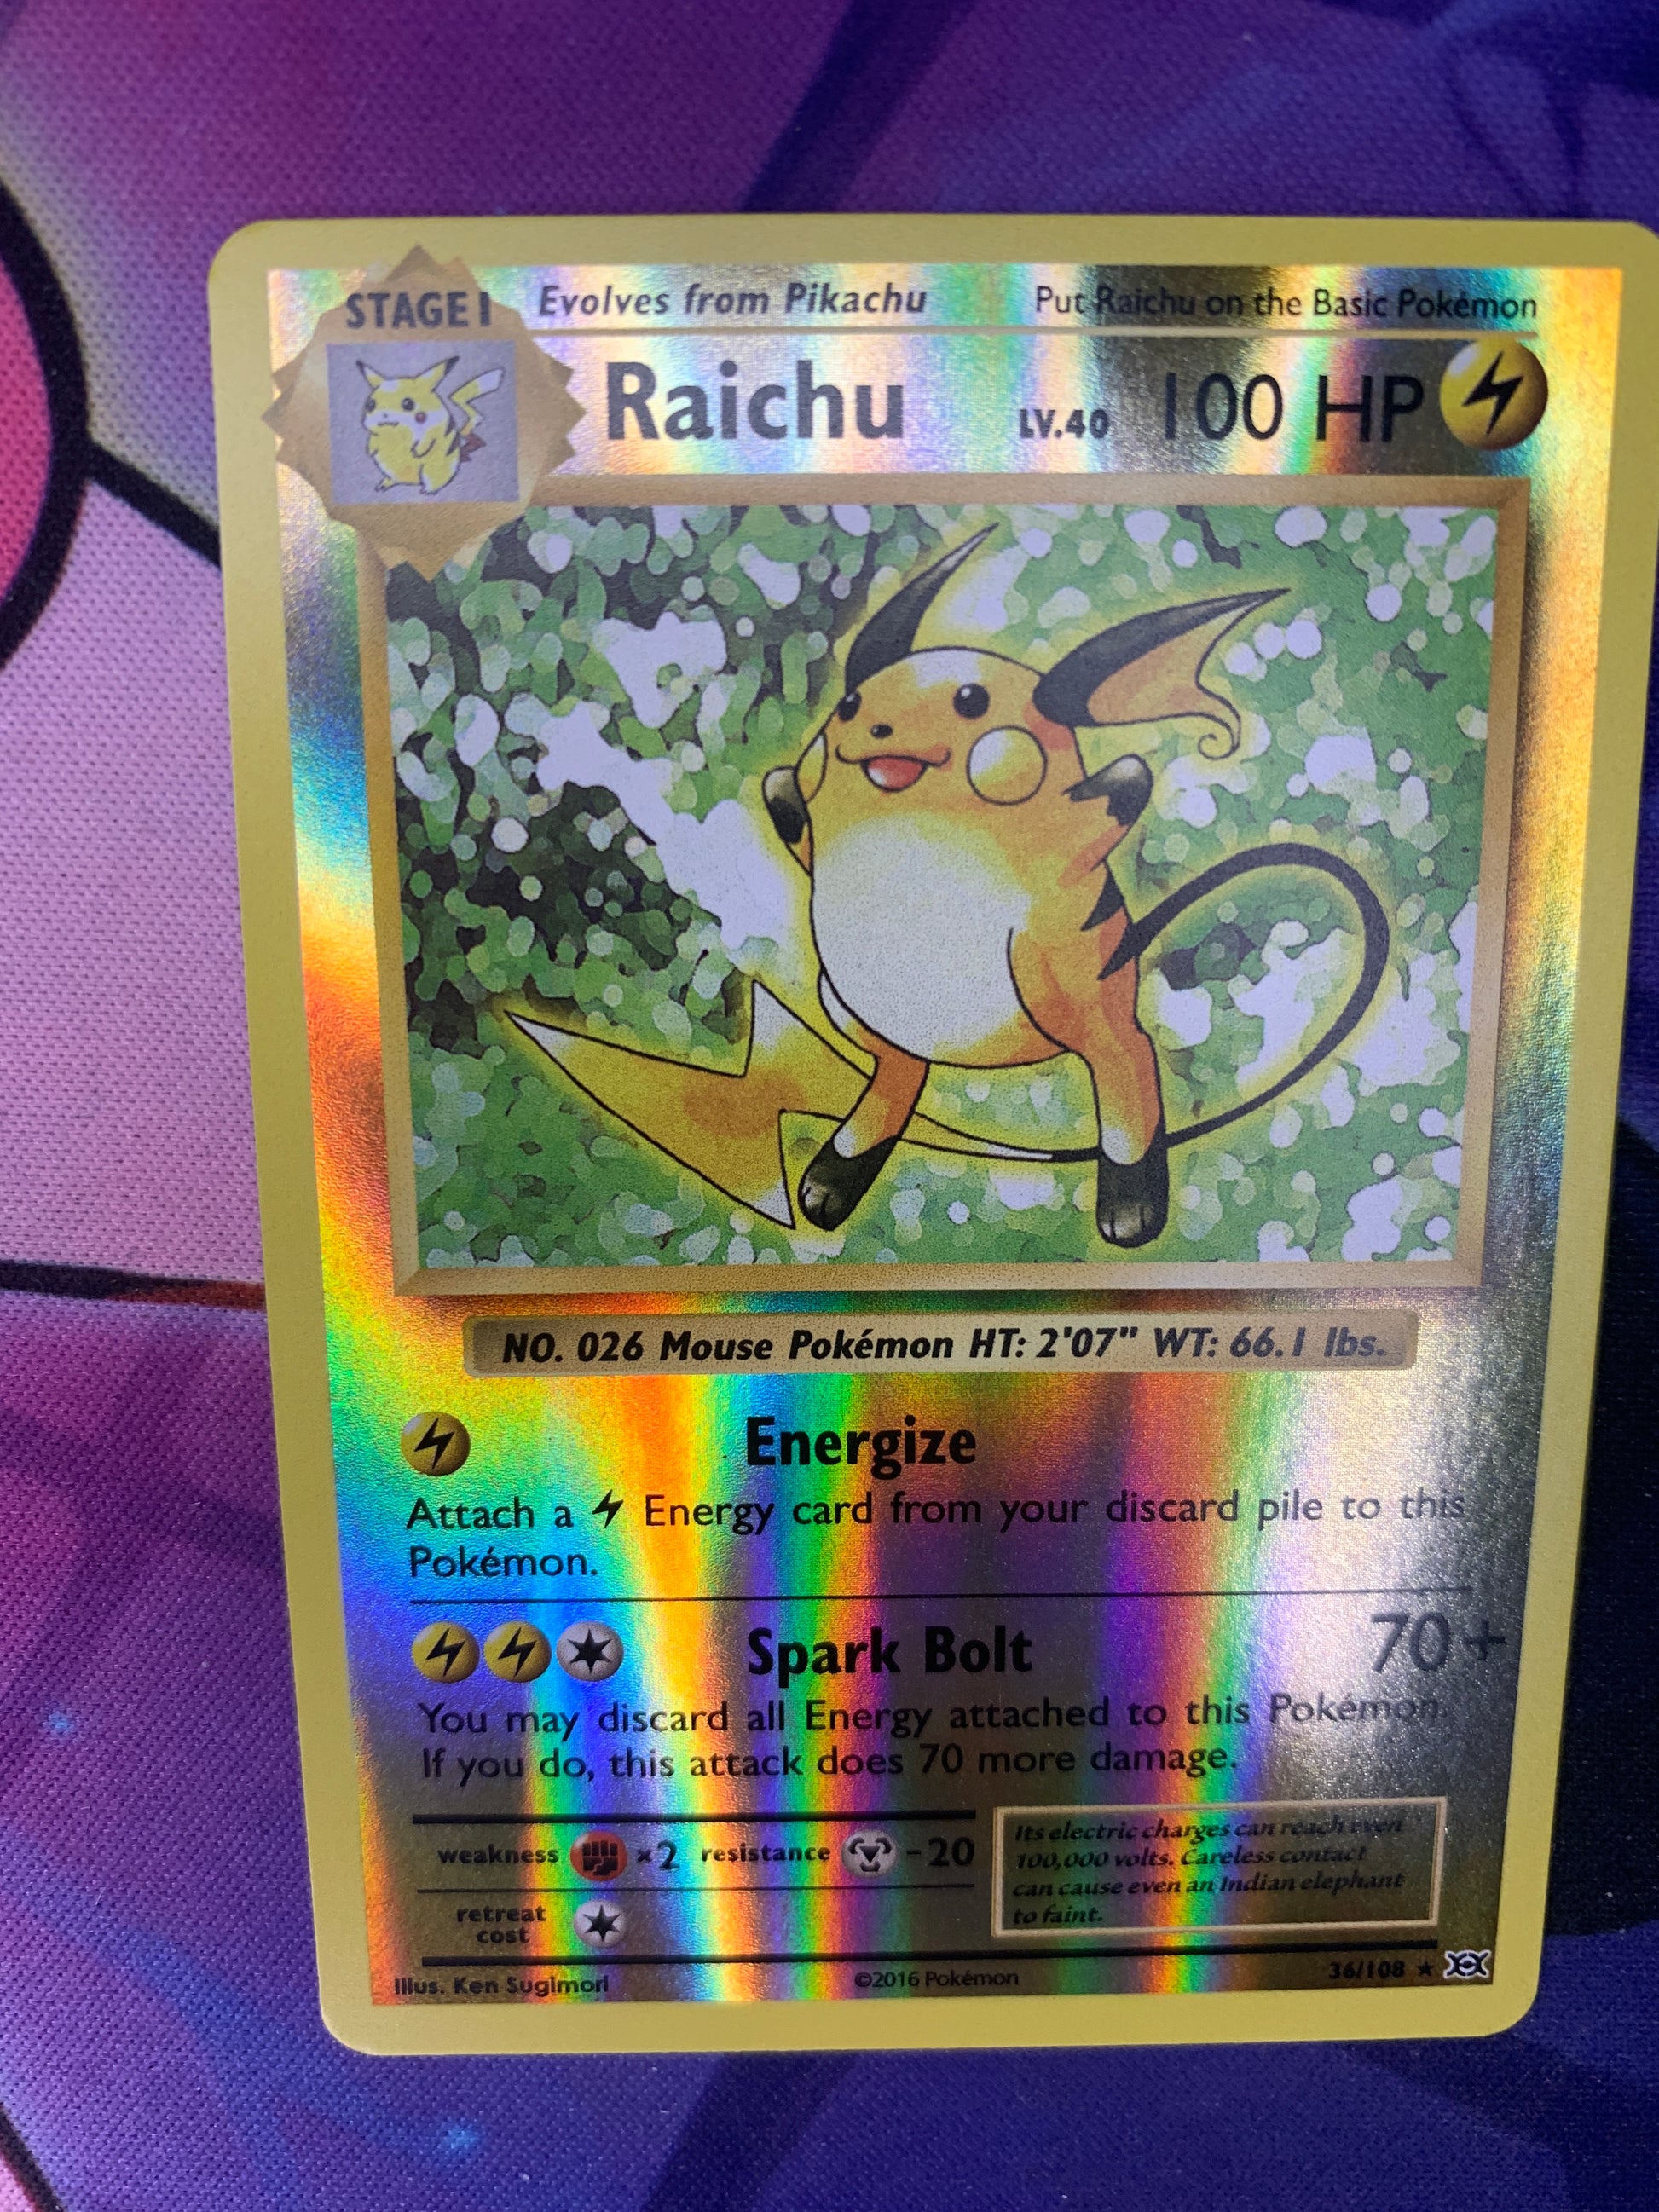 STAGE 1 Evolves from Pikachu Put Raichu on the Basic Pokémon
Raichu LV.40 100 HP
NO. 026 Mouse Pokémon HT: 2'07" WT: 66.1 lbs.
Energize
Attach a Energy card from your discard pile to this
Pokémon.
Spark Bolt 70+
You may discard all Energy attached to this Pokémon.
If you do, this attack does 70 more damage.
weakness ×2 resistance -20
retreat
cost
Its electric charges can reach even
100,000 volts. Careless contact
can cause even an Indian elephant
to faint.
Illus. Ken Sugimori ©2016 Pokémon 36/108 ★